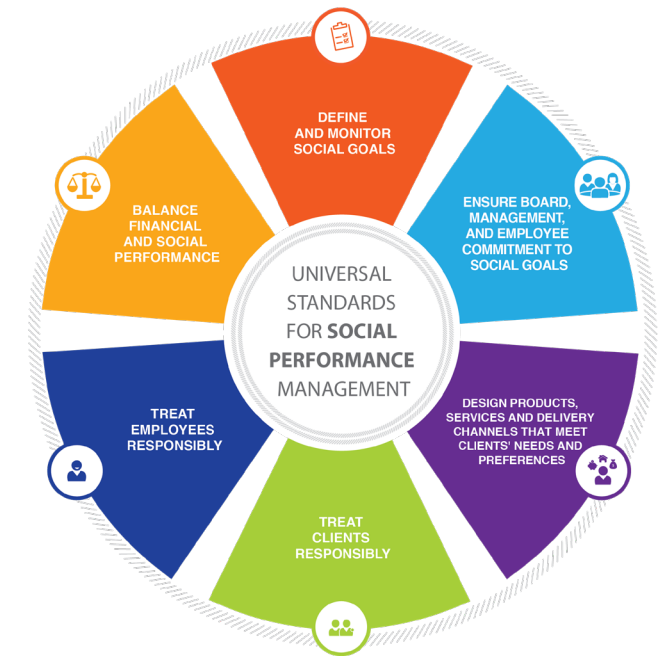 DEFINE
AND MONITOR
SOCIAL GOALS
ENSURE BOARD,
MANAGEMENT,
AND EMPLOYEE
COMMITMENT TO
SOCIAL GOALS
DESIGN PRODUCTS,
SERVICES AND DELIVERY
CHANNELS THAT MEET
CLIENTS' NEEDS AND
PREFERENCES
TREAT
CLIENTS
RESPONSIBLY
TREAT
EMPLOYEES
RESPONSIBLY
BALANCE
FINANCIAL
AND SOCIAL
PERFORMANCE
UNIVERSAL
STANDARDS
FOR SOCIAL
PERFORMANCE
MANAGEMENT